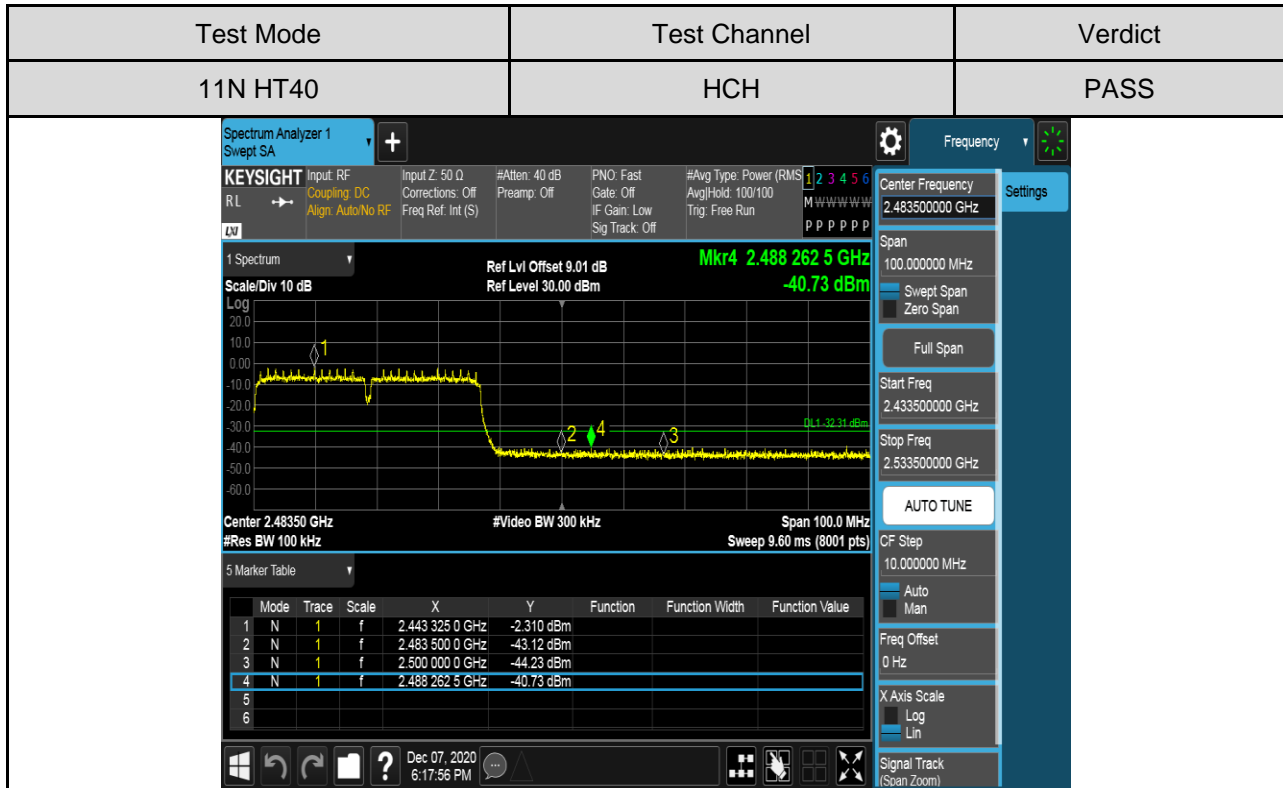 Test Mode Test Channel Verdict
11N HT40 HCH PASS
Spectrum Analyzer 1
Swept SA
+
Frequency
KEYSIGHT
RL
LXI
Input: RF
Coupling: DC
Align: Auto/No RF
Input Z: 50 Ω
Corrections: Off
Freq Ref: Int (S)
#Atten: 40 dB
Preamp: Off
PNO: Fast
Gate: Off
IF Gain: Low
Sig Track: Off
#Avg Type: Power (RMS
Avg|Hold: 100/100
Trig: Free Run
1 2 3 4 5 6
M W W W W W
P P P P P P
1 Spectrum
Scale/Div 10 dB
Ref Lvl Offset 9.01 dB
Ref Level 30.00 dBm
Mkr4 2.488 262 5 GHz
-40.73 dBm
Log
20.0
10.0
0.00
-10.0
-20.0
-30.0
-40.0
-50.0
-60.0
1
2
4
3
DL1 -32.31 dBm
Center 2.48350 GHz #Video BW 300 kHz Span 100.0 MHz
#Res BW 100 kHz Sweep 9.60 ms (8001 pts)
5 Marker Table
Mode Trace Scale X Y Function Function Width Function Value
1 N 1 f 2.443 325 0 GHz -2.310 dBm
2 N 1 f 2.483 500 0 GHz -43.12 dBm
3 N 1 f 2.500 000 0 GHz -44.23 dBm
4 N 1 f 2.488 262 5 GHz -40.73 dBm
5
6
?
Dec 07, 2020
6:17:56 PM
Center Frequency
2.483500000 GHz
Settings
Span
100.000000 MHz
Swept Span
Zero Span
Full Span
Start Freq
2.433500000 GHz
Stop Freq
2.533500000 GHz
AUTO TUNE
CF Step
10.000000 MHz
Auto
Man
Freq Offset
0 Hz
X Axis Scale
Log
Lin
Signal Track
(Span Zoom)